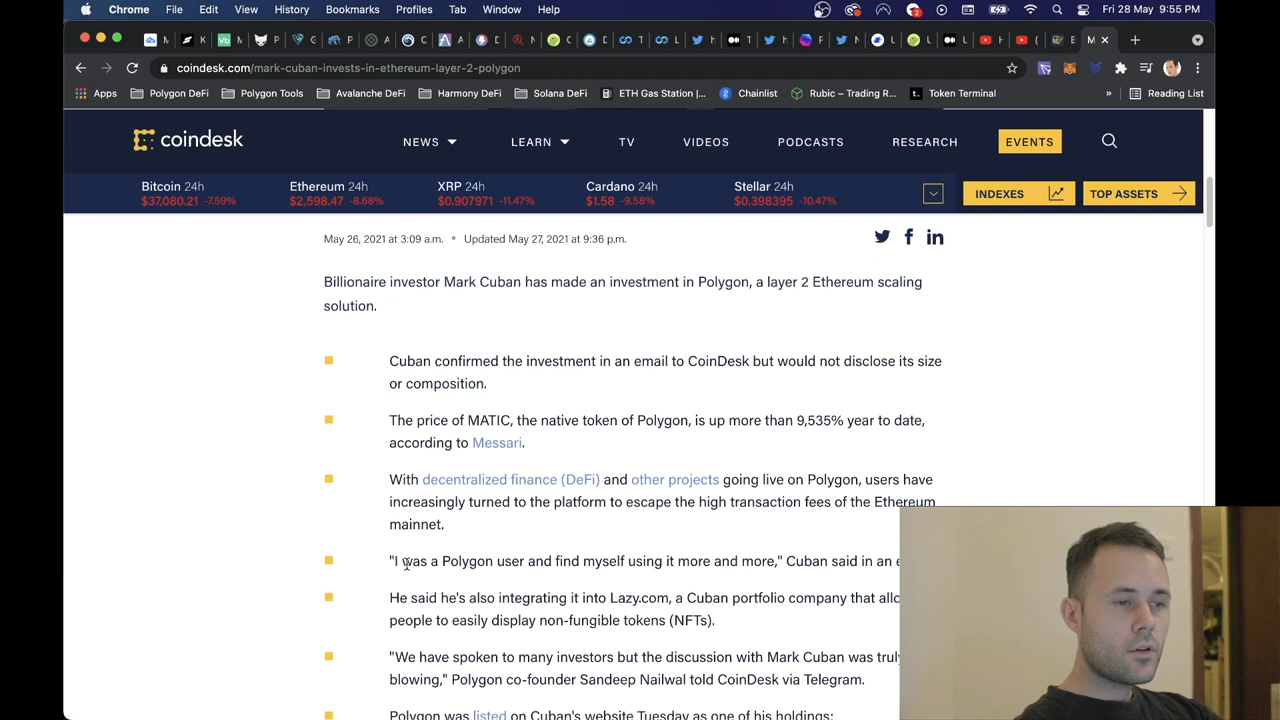 Chrome File Edit View History Bookmarks Profiles Tab Window Help 2 Fri 28 May 9:55 PM
coindesk.com/mark-cuban-invests-in-ethereum-layer-2-polygon
Apps Polygon DeFi Polygon Tools Avalanche DeFi Harmony DeFi Solana DeFi ETH Gas Station |... Chainlist Rubic – Trading R... Token Terminal » Reading List
coindesk NEWS LEARN TV VIDEOS PODCASTS RESEARCH EVENTS
Bitcoin 24h Ethereum 24h XRP 24h Cardano 24h Stellar 24h
$37,080.21 -7.59% $2,598.47 -8.68% $0.907971 -11.47% $1.58 -9.58% $0.398395 -10.47%
INDEXES TOP ASSETS
May 26, 2021 at 3:09 a.m. Updated May 27, 2021 at 9:36 p.m.
Billionaire investor Mark Cuban has made an investment in Polygon, a layer 2 Ethereum scaling
solution.
Cuban confirmed the investment in an email to CoinDesk but would not disclose its size
or composition.
The price of MATIC, the native token of Polygon, is up more than 9,535% year to date,
according to Messari.
With decentralized finance (DeFi) and other projects going live on Polygon, users have
increasingly turned to the platform to escape the high transaction fees of the Ethereum
mainnet.
"I was a Polygon user and find myself using it more and more," Cuban said in an
He said he's also integrating it into Lazy.com, a Cuban portfolio company that
people to easily display non-fungible tokens (NFTs).
"We have spoken to many investors but the discussion with Mark Cuban was
blowing," Polygon co-founder Sandeep Nailwal told CoinDesk via Telegram.
Polygon was listed on Cuban's website Tuesday as one of his holdings: